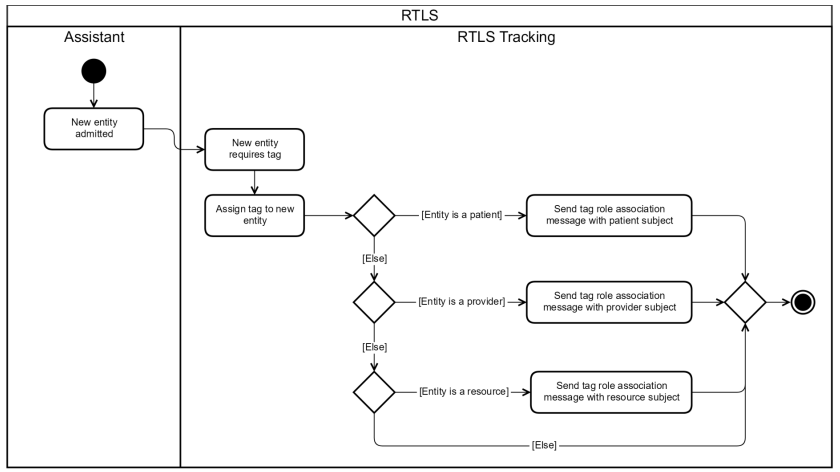 RTLS
Assistant
RTLS Tracking
New entity
admitted
New entity
requires tag
Assign tag to new
entity
[Entity is a patient]
Send tag role association
message with patient subject
[Else]
[Entity is a provider]
Send tag role association
message with provider subject
[Else]
[Entity is a resource]
Send tag role association
message with resource subject
[Else]